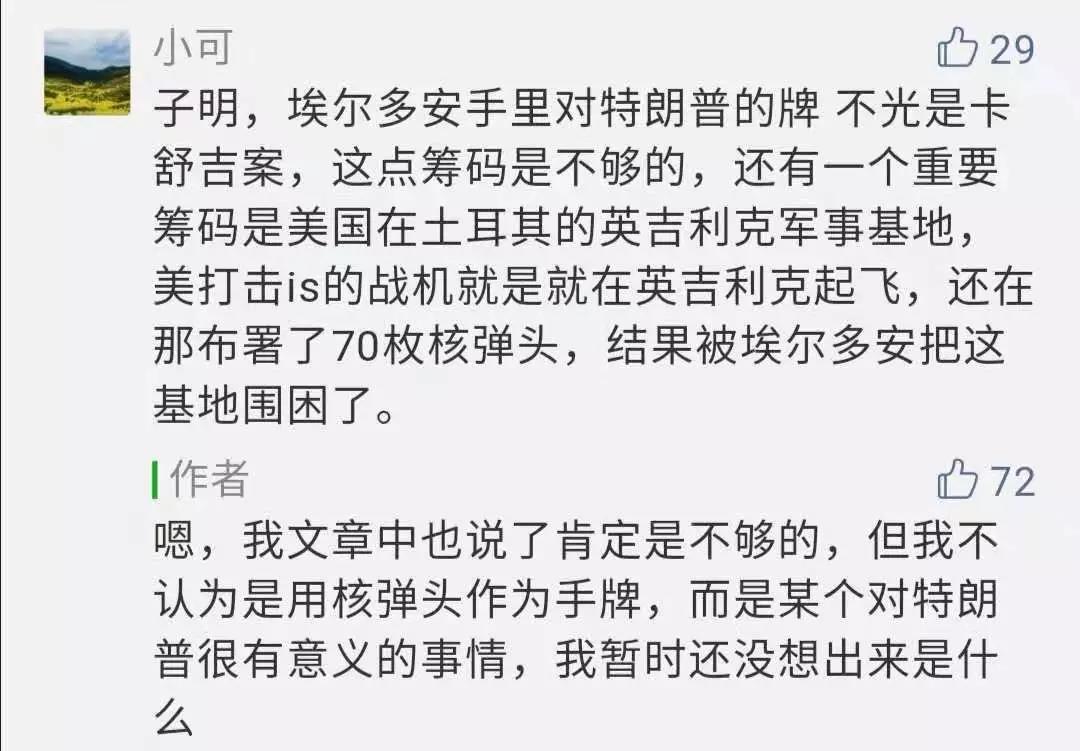 小可
29
子明，埃尔多安手里对特朗普的牌 不光是卡
舒吉案，这点筹码是不够的，还有一个重要
筹码是美国在土耳其的英吉利克军事基地，
美打击is的战机就是就在英吉利克起飞，还在
那布署了70枚核弹头，结果被埃尔多安把这
基地围困了。
作者
72
嗯，我文章中也说了肯定是不够的，但我不
认为是用核弹头作为手牌，而是某个对特朗
普很有意义的事情，我暂时还没想出来是什
么